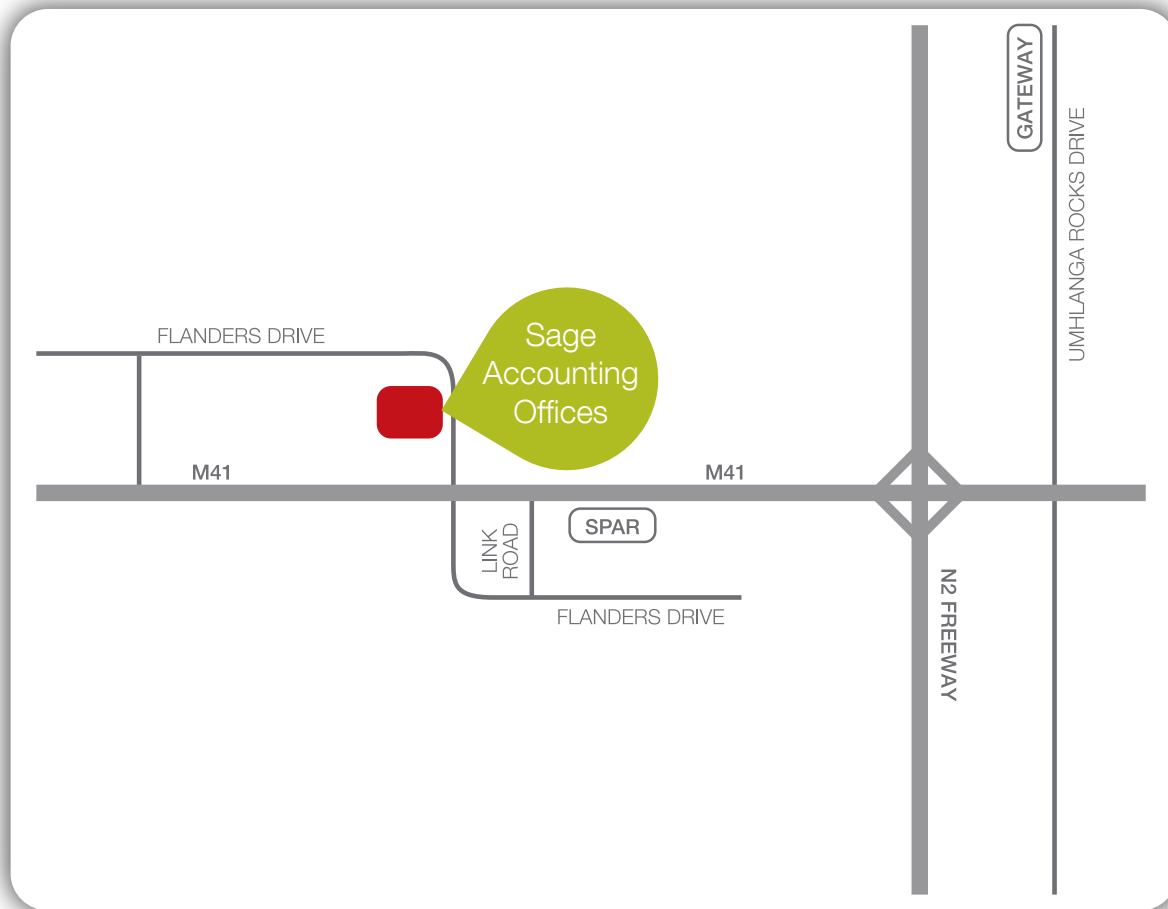 GATEWAY
UMHLANGA ROCKS DRIVE
FLANDERS DRIVE
Sage
Accounting
Offices
M41
M41
SPAR
LINK
ROAD
FLANDERS DRIVE
N2 FREEWAY